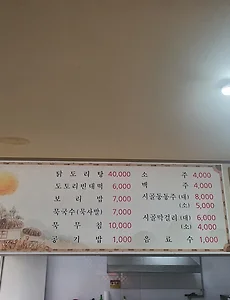 닭도리탕 40,000
도토리빈대떡 6,000
보리밥 7,000
묵국수(묵사발) 7,000
묵무침 10,000
공기밥 1,000
소주 4,000
맥주 4,000
시골동동주(대) 8,000
(소) 5,000
시골막걸리(대) 6,000
(소) 4,000
음료수 1,000